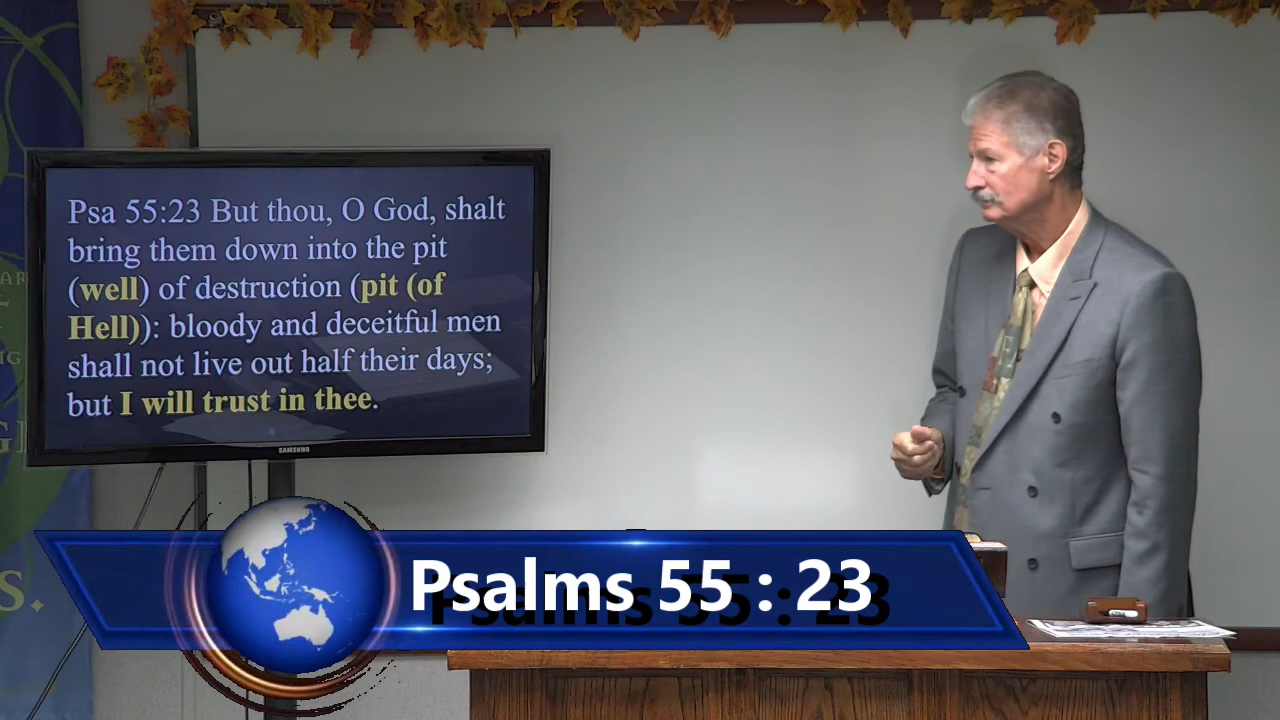 Psa 55:23 But thou, O God, shalt
bring them down into the pit
(well) of destruction (pit (of
Hell)): bloody and deceitful men
shall not live out half their days;
but I will trust in thee.
SAMSUNG
Psalms 55 : 23